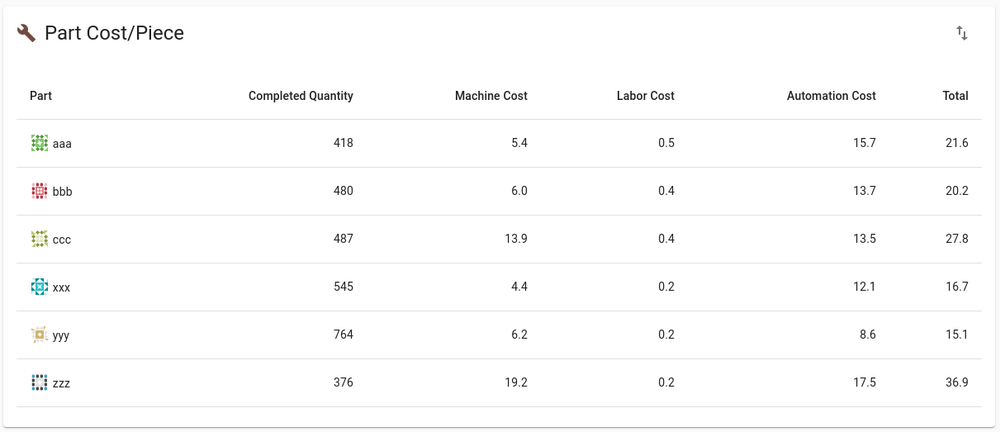 Part Cost/Piece
Part Completed Quantity Machine Cost Labor Cost Automation Cost Total
aaa 418 5.4 0.5 15.7 21.6
bbb 480 6.0 0.4 13.7 20.2
ccc 487 13.9 0.4 13.5 27.8
xxx 545 4.4 0.2 12.1 16.7
yyy 764 6.2 0.2 8.6 15.1
zzz 376 19.2 0.2 17.5 36.9